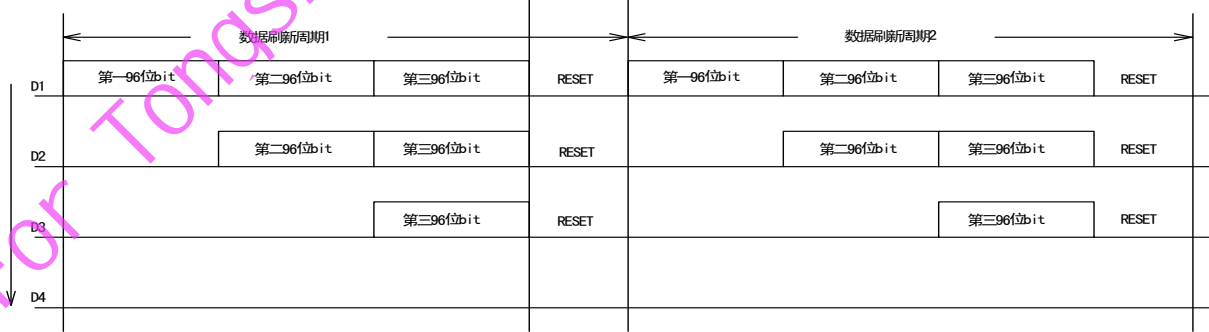 数据刷新周期1 数据刷新周期2
D1 第一96位bit 第二96位bit 第三96位bit RESET 第一96位bit 第二96位bit 第三96位bit RESET
D2 第二96位bit 第三96位bit RESET 第二96位bit 第三96位bit RESET
D3 第三96位bit RESET 第三96位bit RESET
D4
for Tongs